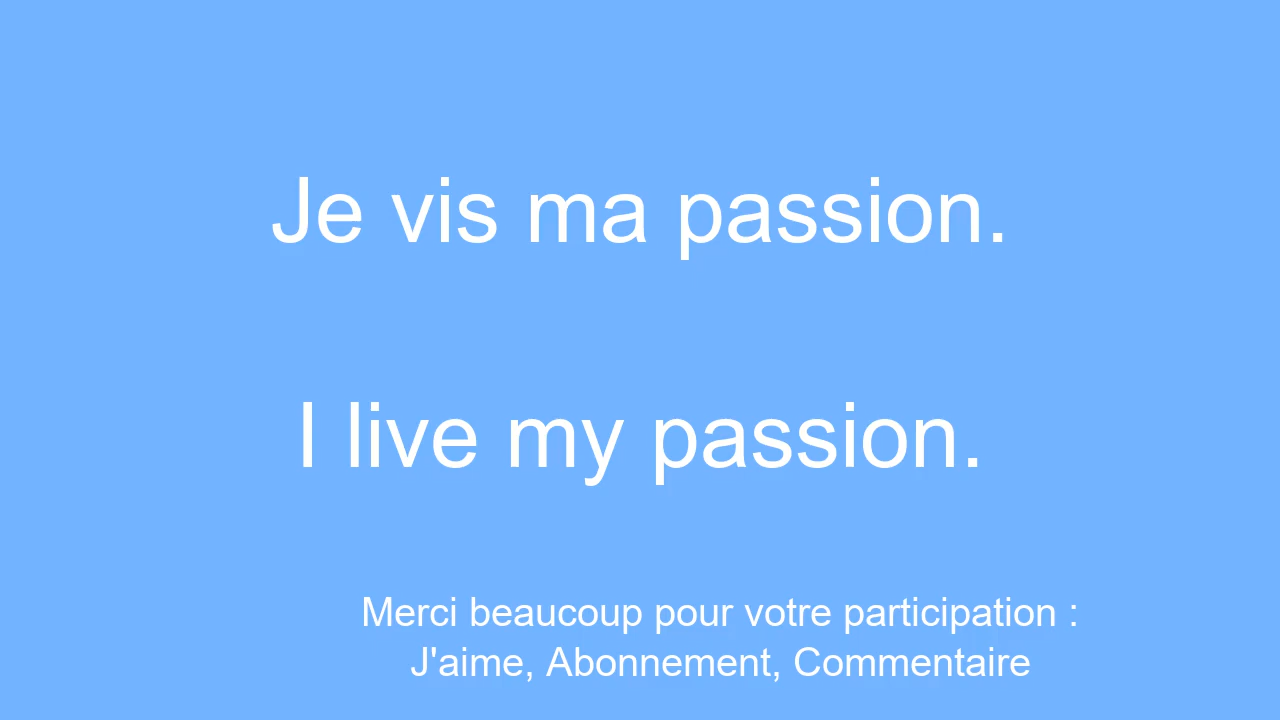 Je vis ma passion.
I live my passion.
Merci beaucoup pour votre participation :
J'aime, Abonnement, Commentaire